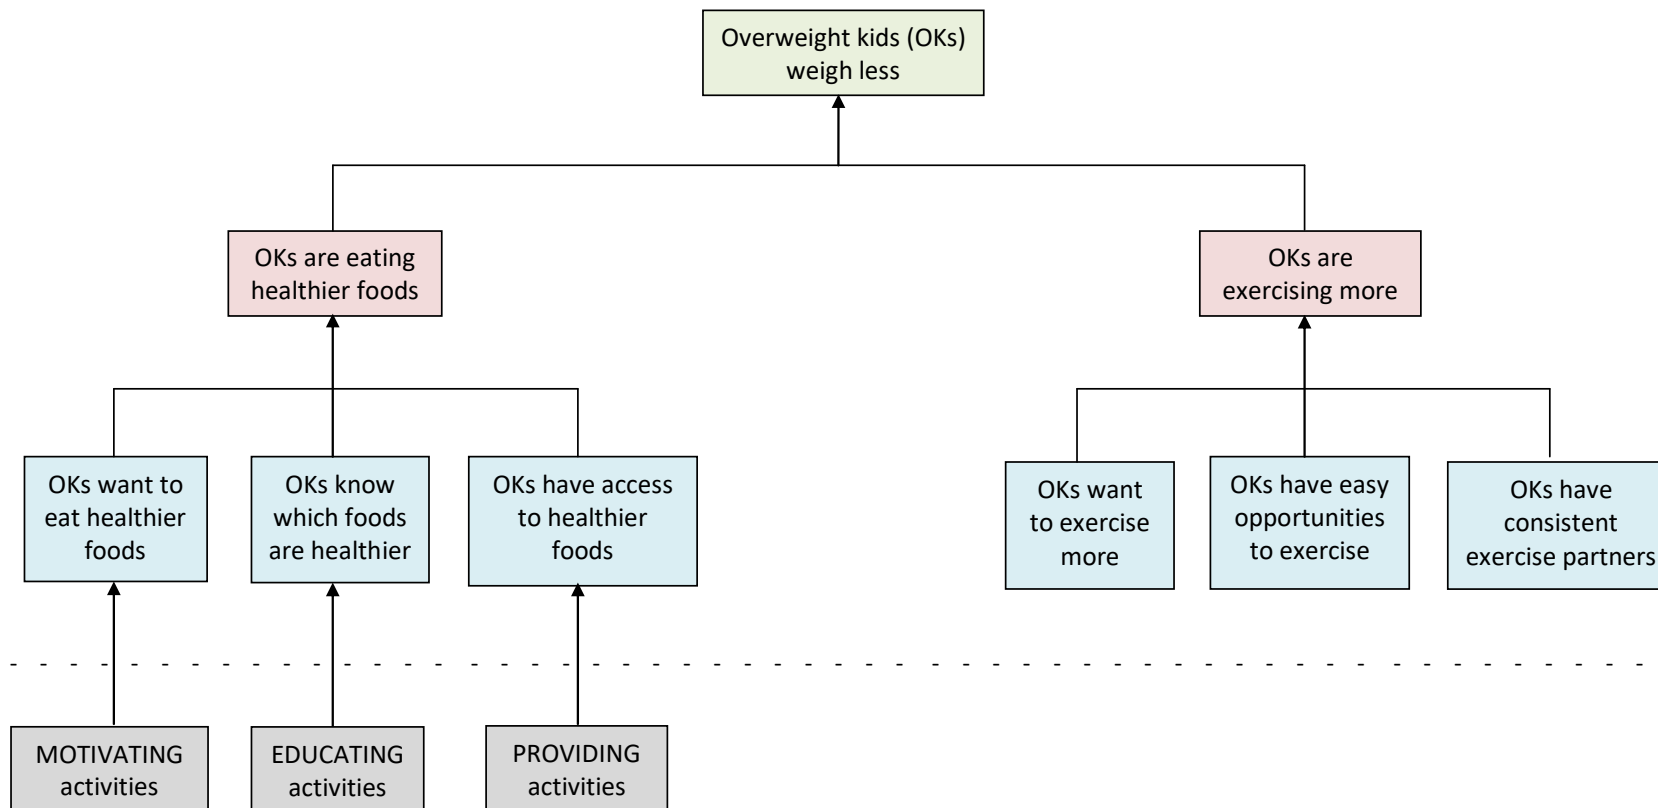 Overweight kids (OKs)
weigh less
OKs are eating
healthier foods
OKs are
exercising more
OKs want to
eat healthier
foods
OKs know
which foods
are healthier
OKs have access
to healthier
foods
OKs want
to exercise
more
OKs have easy
opportunities
to exercise
OKs have
consistent
exercise partners
MOTIVATING
activities
EDUCATING
activities
PROVIDING
activities